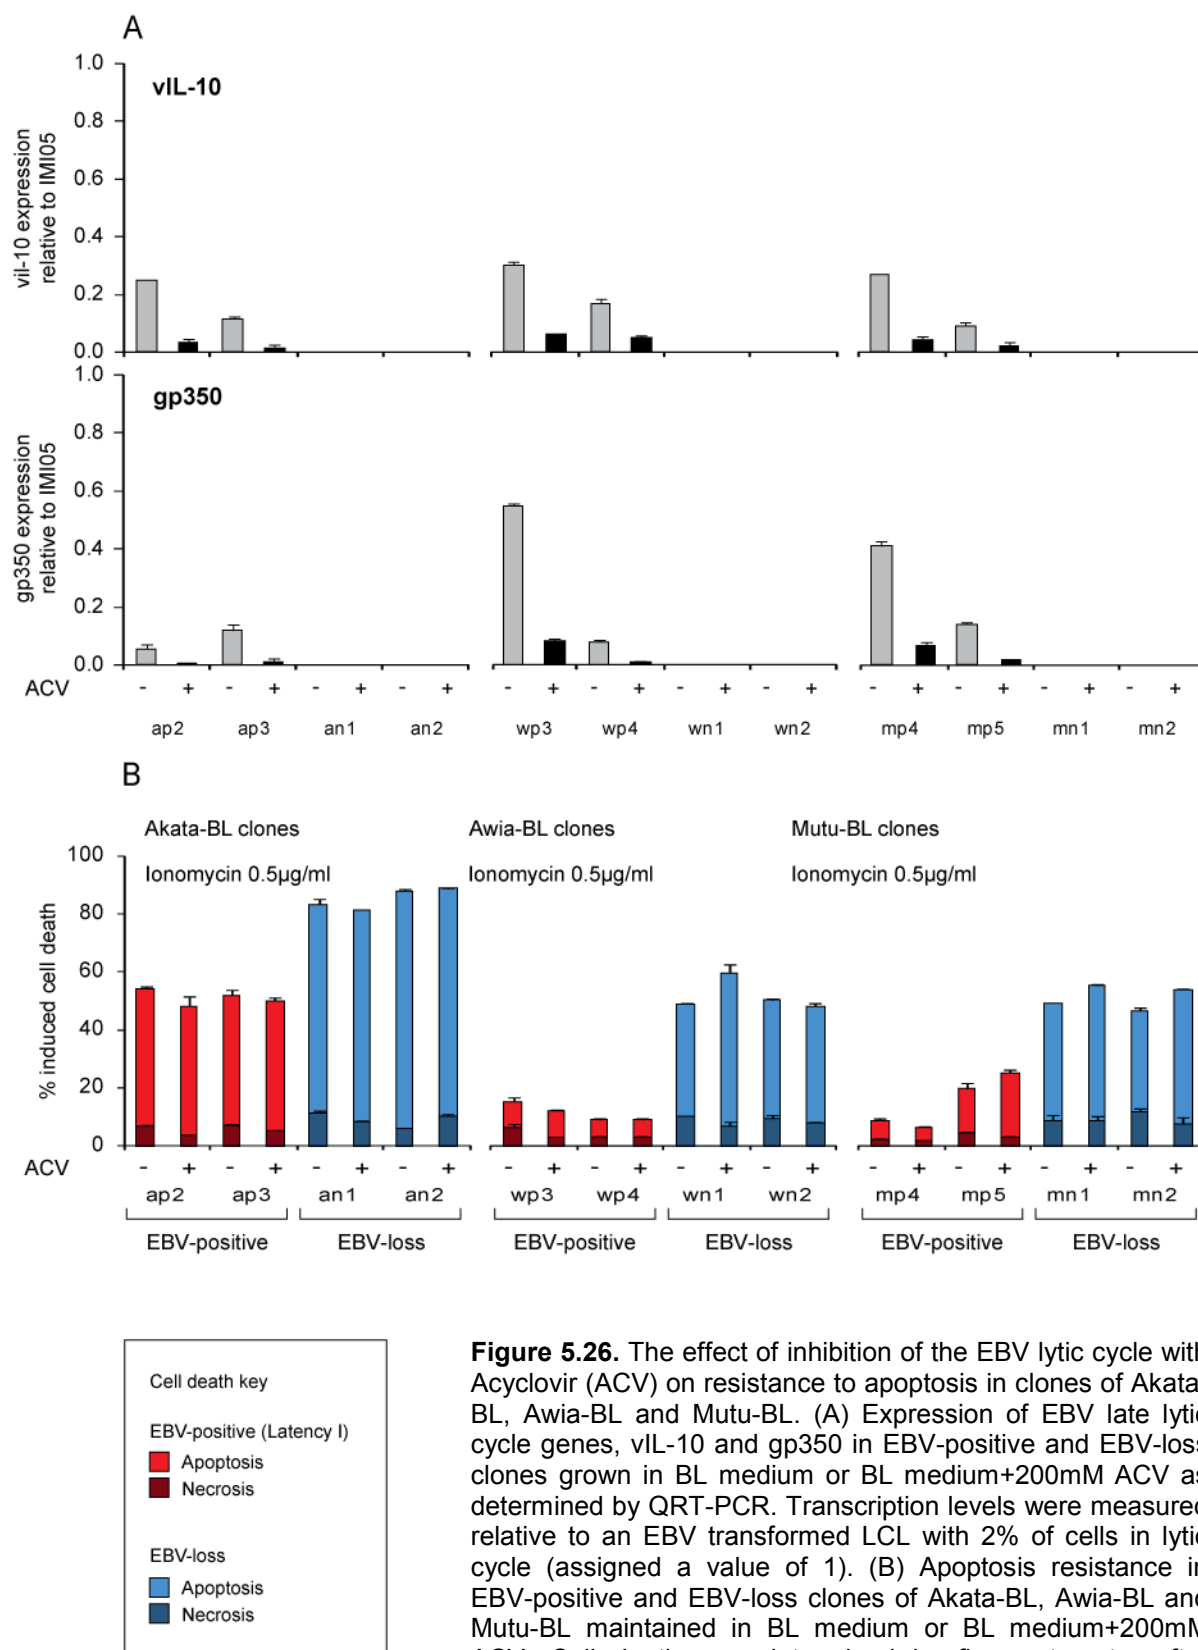 A
1.0
vIL-10
0.8
0.6
0.4
0.2
0.0
vil-10 expression
relative to IMI05
1.0
gp350
0.8
0.6
0.4
0.2
0.0
gp350 expression
relative to IMI05
ACV - + - + - + - + - + - + - + - + - + - + - + - +
ap2 ap3 an1 an2 wp3 wp4 wn1 wn2 mp4 mp5 mn1 mn2
B
Akata-BL clones Awia-BL clones Mutu-BL clones
Ionomycin 0.5µg/ml Ionomycin 0.5µg/ml Ionomycin 0.5µg/ml
100
80
60
40
20
0
% induced cell death
ACV - + - + - + - + - + - + - + - + - + - + - + - +
ap2 ap3 an1 an2 wp3 wp4 wn1 wn2 mp4 mp5 mn1 mn2
EBV-positive EBV-loss EBV-positive EBV-loss EBV-positive EBV-loss
Cell death key
EBV-positive (Latency I)
Apoptosis
Necrosis
EBV-loss
Apoptosis
Necrosis
Figure 5.26. The effect of inhibition of the EBV lytic cycle with
Acyclovir (ACV) on resistance to apoptosis in clones of Akata-
BL, Awia-BL and Mutu-BL. (A) Expression of EBV late lytic
cycle genes, vIL-10 and gp350 in EBV-positive and EBV-loss
clones grown in BL medium or BL medium+200mM ACV as
determined by QRT-PCR. Transcription levels were measured
relative to an EBV transformed LCL with 2% of cells in lytic
cycle (assigned a value of 1). (B) Apoptosis resistance in
EBV-positive and EBV-loss clones of Akata-BL, Awia-BL and
Mutu-BL maintained in BL medium or BL medium+200mM